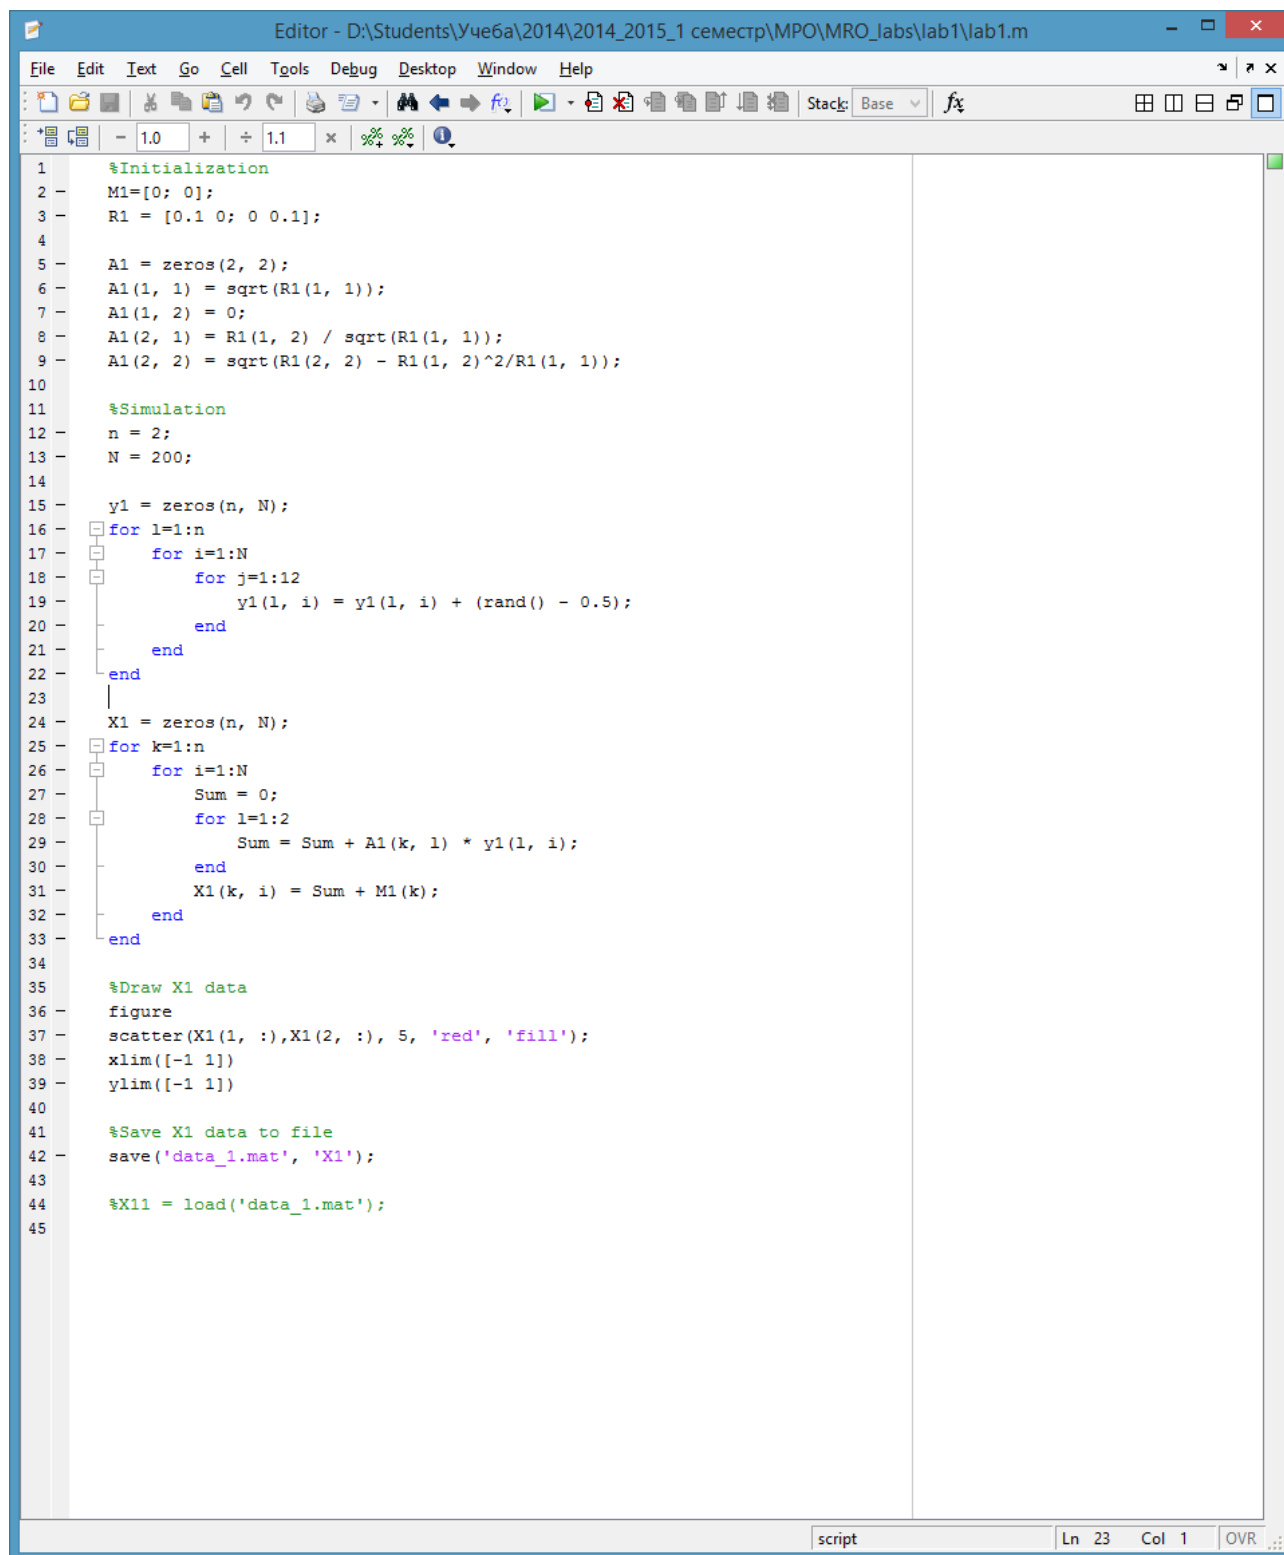 Editor - D:\Students\Учеба\2014\2014_2015_1 семестр\МРО\MRO_labs\lab1\lab1.m
File Edit Text Go Cell Tools Debug Desktop Window Help
Stack: Base fx
- 1.0 + ÷ 1.1 ×
1 %Initialization
2 - M1=[0; 0];
3 - R1 = [0.1 0; 0 0.1];
4
5 - A1 = zeros(2, 2);
6 - A1(1, 1) = sqrt(R1(1, 1));
7 - A1(1, 2) = 0;
8 - A1(2, 1) = R1(1, 2) / sqrt(R1(1, 1));
9 - A1(2, 2) = sqrt(R1(2, 2) - R1(1, 2)^2/R1(1, 1));
10
11 %Simulation
12 - n = 2;
13 - N = 200;
14
15 - y1 = zeros(n, N);
16 - for l=1:n
17 - for i=1:N
18 - for j=1:12
19 - y1(l, i) = y1(l, i) + (rand() - 0.5);
20 - end
21 - end
22 - end
23
24 - X1 = zeros(n, N);
25 - for k=1:n
26 - for i=1:N
27 - Sum = 0;
28 - for l=1:2
29 - Sum = Sum + A1(k, l) * y1(l, i);
30 - end
31 - X1(k, i) = Sum + M1(k);
32 - end
33 - end
34
35 %Draw X1 data
36 - figure
37 - scatter(X1(1, :),X1(2, :), 5, 'red', 'fill');
38 - xlim([-1 1])
39 - ylim([-1 1])
40
41 %Save X1 data to file
42 - save('data_1.mat', 'X1');
43
44 %X11 = load('data_1.mat');
45
script Ln 23 Col 1 OVR